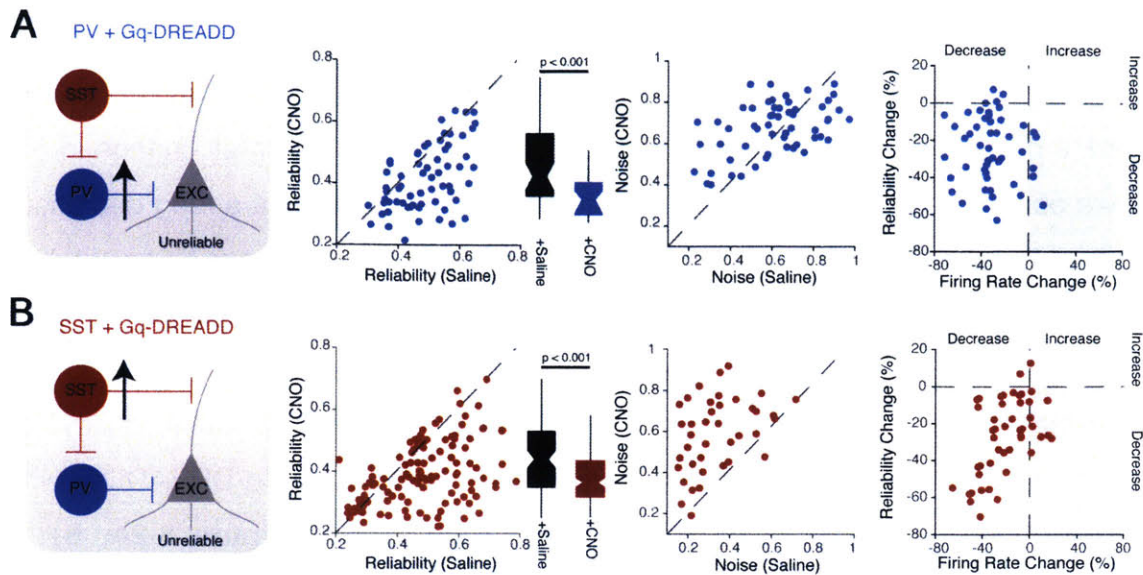 A
PV + Gq-DREADD
SST
PV
EXC
Unreliable
Reliability (CNO)
0.8
0.6
0.4
0.2
0.2 0.4 0.6 0.8
Reliability (Saline)
p < 0.001
+Saline
+CNO
Noise (CNO)
1
0.8
0.6
0.4
0.2
0.2 0.4 0.6 0.8 1
Noise (Saline)
Decrease Increase
Reliability Change (%)
20
0
-20
-40
-60
-80
-80 -40 0 40 80
Firing Rate Change (%)
Increase
Decrease
B
SST + Gq-DREADD
SST
PV
EXC
Unreliable
Reliability (CNO)
0.8
0.6
0.4
0.2
0.2 0.4 0.6 0.8
Reliability (Saline)
p < 0.001
+Saline
+CNO
Noise (CNO)
1
0.8
0.6
0.4
0.2
0.2 0.4 0.6 0.8 1
Noise (Saline)
Decrease Increase
Reliability Change (%)
20
0
-20
-40
-60
-80
-80 -40 0 40 80
Firing Rate Change (%)
Increase
Decrease